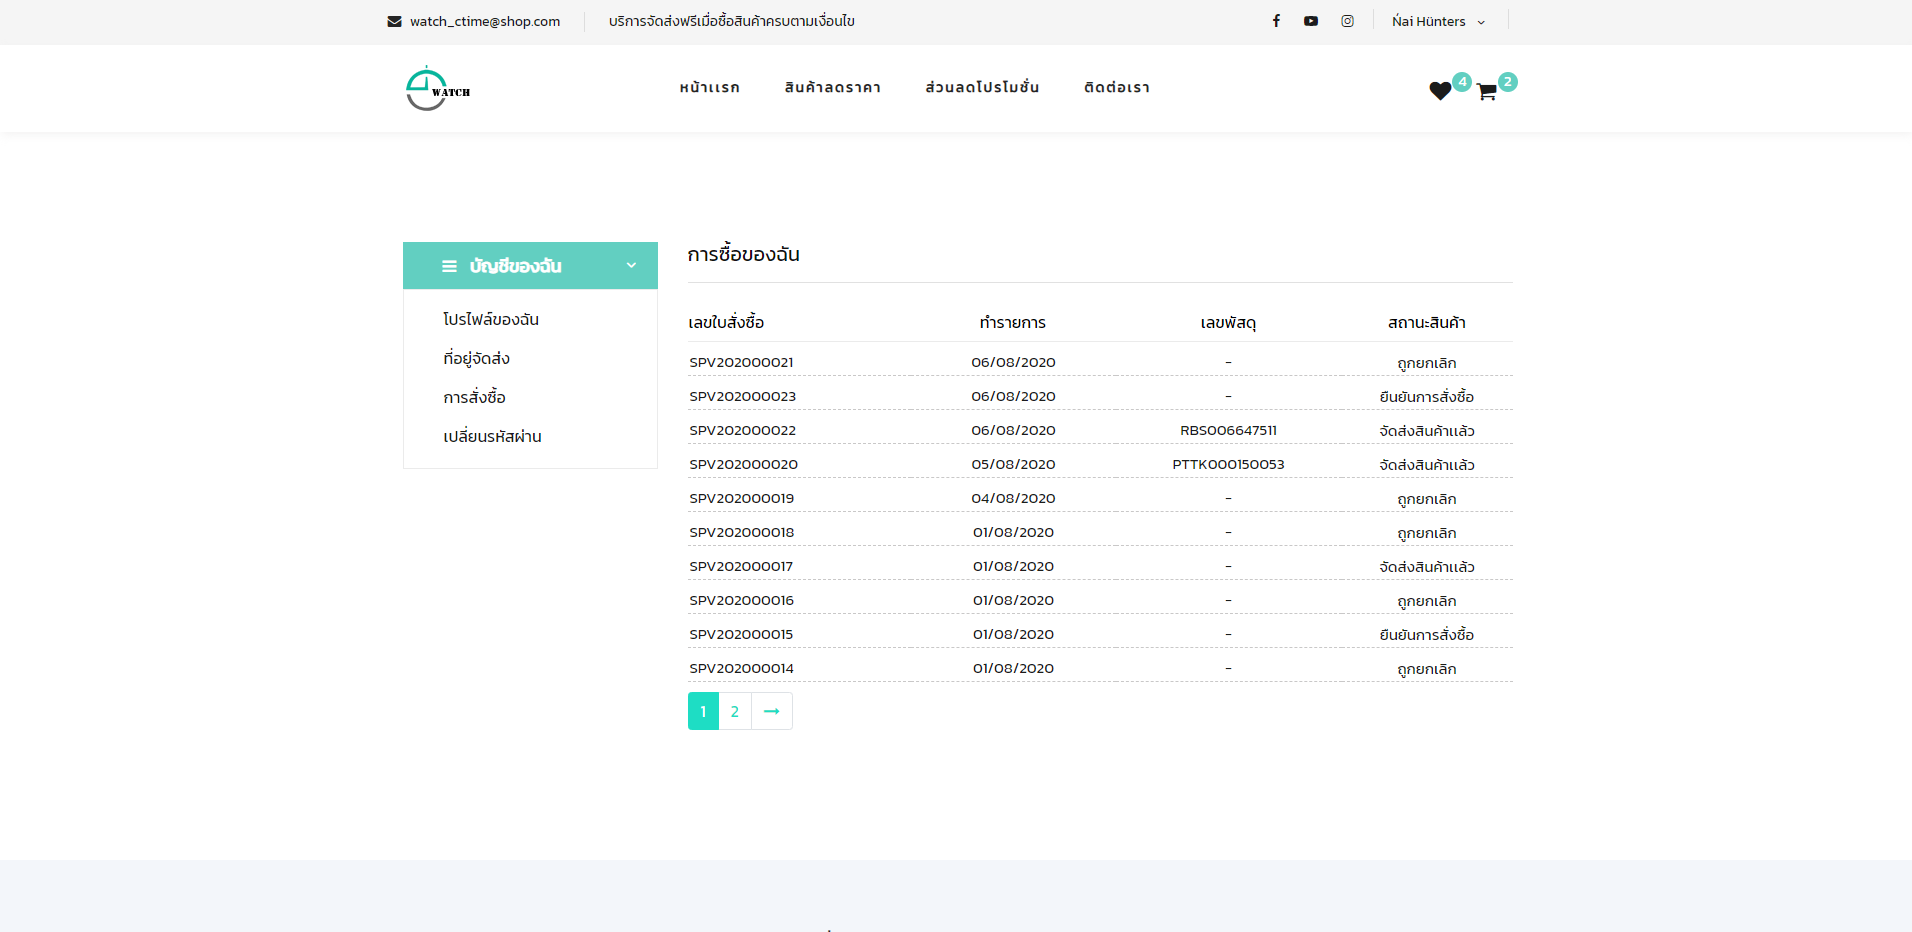 watch_ctime@shop.com บริการจัดส่งฟรีเมื่อซื้อสินค้าครบตามเงื่อนไข Ńai Hünters
WATCH หน้าแรก สินค้าลดราคา ส่วนลดโปรโมชั่น ติดต่อเรา 4 2
บัญชีของฉัน
โปรไฟล์ของฉัน
ที่อยู่จัดส่ง
การสั่งซื้อ
เปลี่ยนรหัสผ่าน
การซื้อของฉัน
เลขใบสั่งซื้อ ทำรายการ เลขพัสดุ สถานะสินค้า
SPV202000021 06/08/2020 - ถูกยกเลิก
SPV202000023 06/08/2020 - ยืนยันการสั่งซื้อ
SPV202000022 06/08/2020 RBS006647511 จัดส่งสินค้าแล้ว
SPV202000020 05/08/2020 PTTK000150053 จัดส่งสินค้าแล้ว
SPV202000019 04/08/2020 - ถูกยกเลิก
SPV202000018 01/08/2020 - ถูกยกเลิก
SPV202000017 01/08/2020 - จัดส่งสินค้าแล้ว
SPV202000016 01/08/2020 - ถูกยกเลิก
SPV202000015 01/08/2020 - ยืนยันการสั่งซื้อ
SPV202000014 01/08/2020 - ถูกยกเลิก
1 2 →